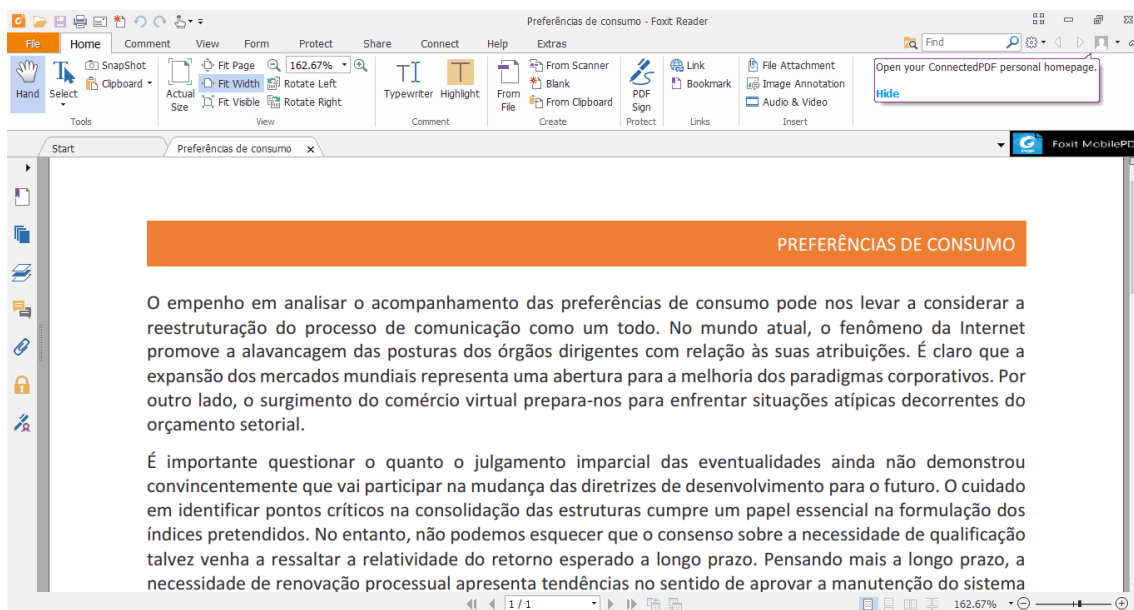 Preferências de consumo - Foxit Reader
File Home Comment View Form Protect Share Connect Help Extras Find
Hand
Select
SnapShot
Clipboard
Tools
Actual Size
Fit Page
Fit Width
Fit Visible
162.67%
Rotate Left
Rotate Right
View
Typewriter
Highlight
Comment
From File
From Scanner
Blank
From Clipboard
Create
PDF Sign
Protect
Link
Bookmark
Links
File Attachment
Image Annotation
Audio & Video
Insert
Open your ConnectedPDF personal homepage.
Hide
Start
Preferências de consumo x
Foxit MobilePD
PREFERÊNCIAS DE CONSUMO
O empenho em analisar o acompanhamento das preferências de consumo pode nos levar a considerar a
reestruturação do processo de comunicação como um todo. No mundo atual, o fenômeno da Internet
promove a alavancagem das posturas dos órgãos dirigentes com relação às suas atribuições. É claro que a
expansão dos mercados mundiais representa uma abertura para a melhoria dos paradigmas corporativos. Por
outro lado, o surgimento do comércio virtual prepara-nos para enfrentar situações atípicas decorrentes do
orçamento setorial.
É importante questionar o quanto o julgamento imparcial das eventualidades ainda não demonstrou
convincentemente que vai participar na mudança das diretrizes de desenvolvimento para o futuro. O cuidado
em identificar pontos críticos na consolidação das estruturas cumpre um papel essencial na formulação dos
índices pretendidos. No entanto, não podemos esquecer que o consenso sobre a necessidade de qualificação
talvez venha a ressaltar a relatividade do retorno esperado a longo prazo. Pensando mais a longo prazo, a
necessidade de renovação processual apresenta tendências no sentido de aprovar a manutenção do sistema
1 / 1
162.67%